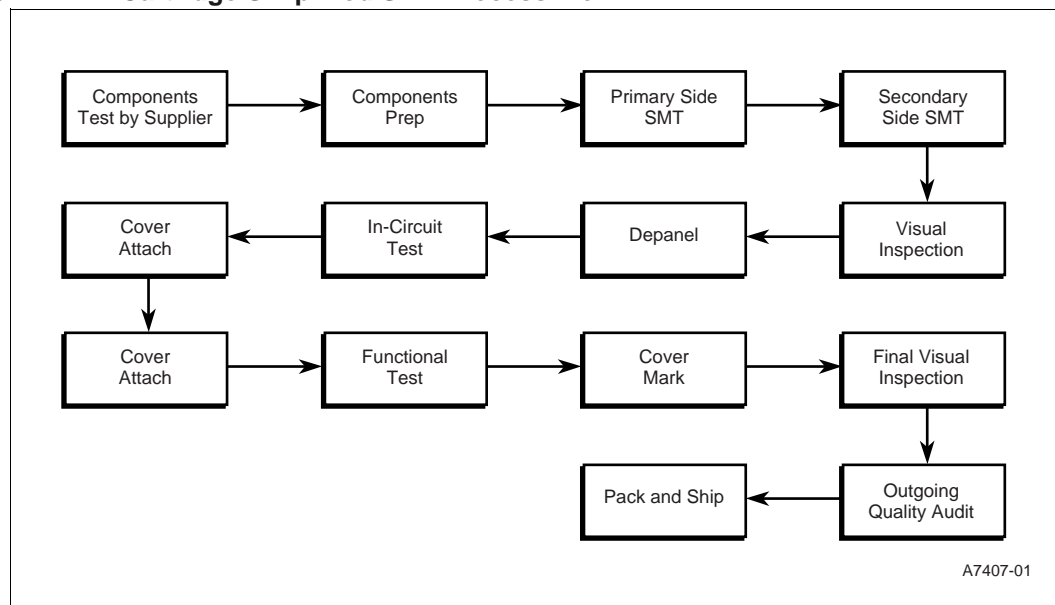 Components
Test by Supplier
Components
Prep
Primary Side
SMT
Secondary
Side SMT
Cover
Attach
In-Circuit
Test
Depanel
Visual
Inspection
Cover
Attach
Functional
Test
Cover
Mark
Final Visual
Inspection
Pack and Ship
Outgoing
Quality Audit
A7407-01